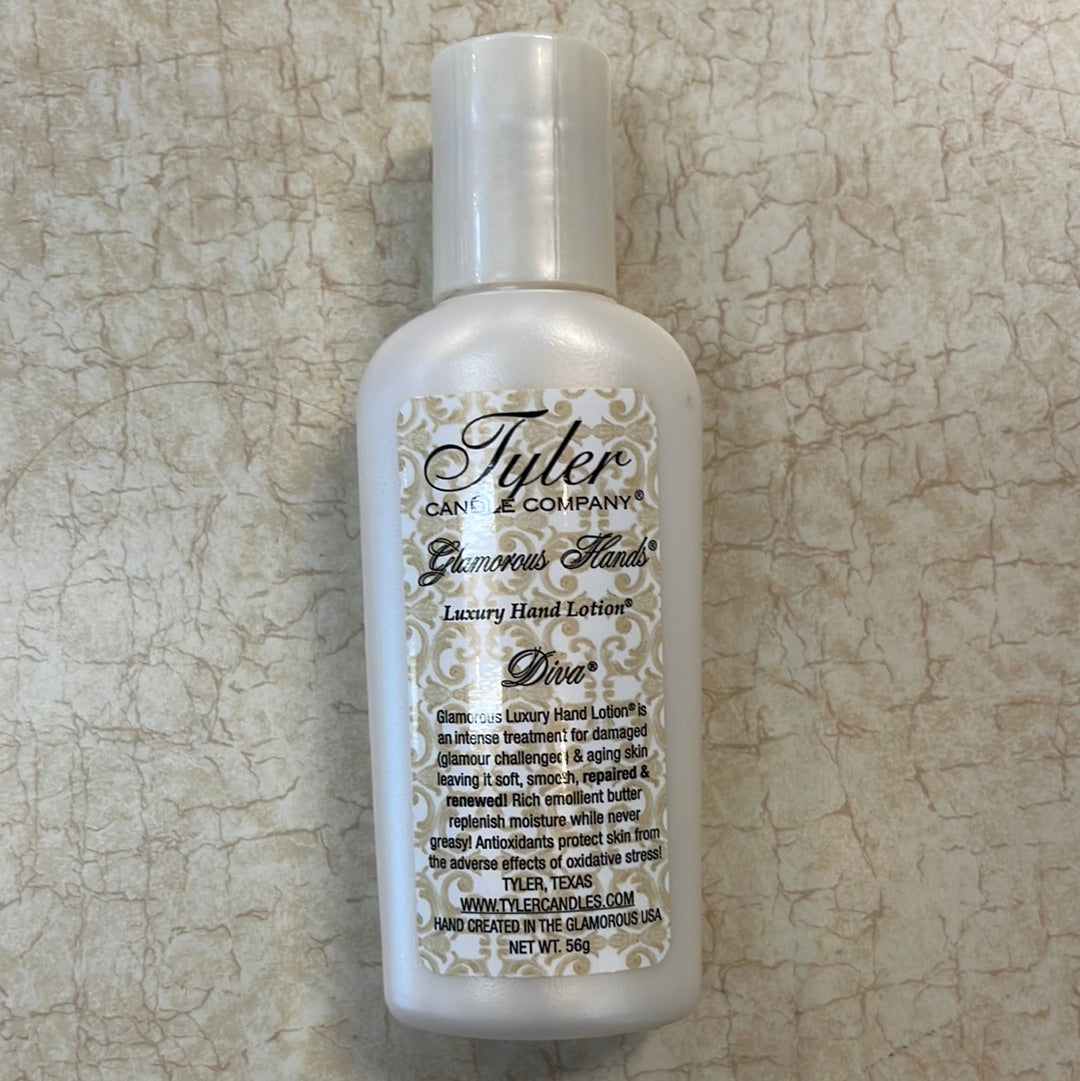 Tyler
CANDLE COMPANY®
Glamorous Hands®
Luxury Hand Lotion®
Diva®
Glamorous Luxury Hand Lotion® is
an intense treatment for damaged
(glamour challenged) & aging skin
leaving it soft, smooth, repaired &
renewed! Rich emollient butter
replenish moisture while never
greasy! Antioxidants protect skin from
the adverse effects of oxidative stress!
TYLER, TEXAS
WWW.TYLERCANDLES.COM
HAND CREATED IN THE GLAMOROUS USA
NET WT. 56g